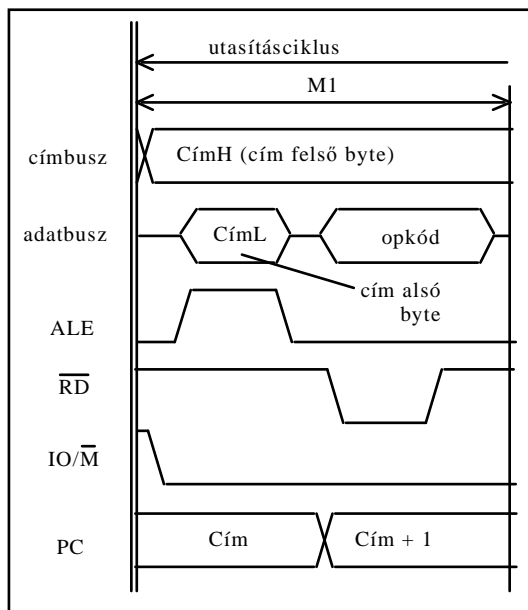 utasításciklus
M1
címbusz
CímH (cím felső byte)
adatbusz
CímL
opkód
cím alsó
byte
ALE
R̅D̅
IO/M̅
PC
Cím
Cím + 1